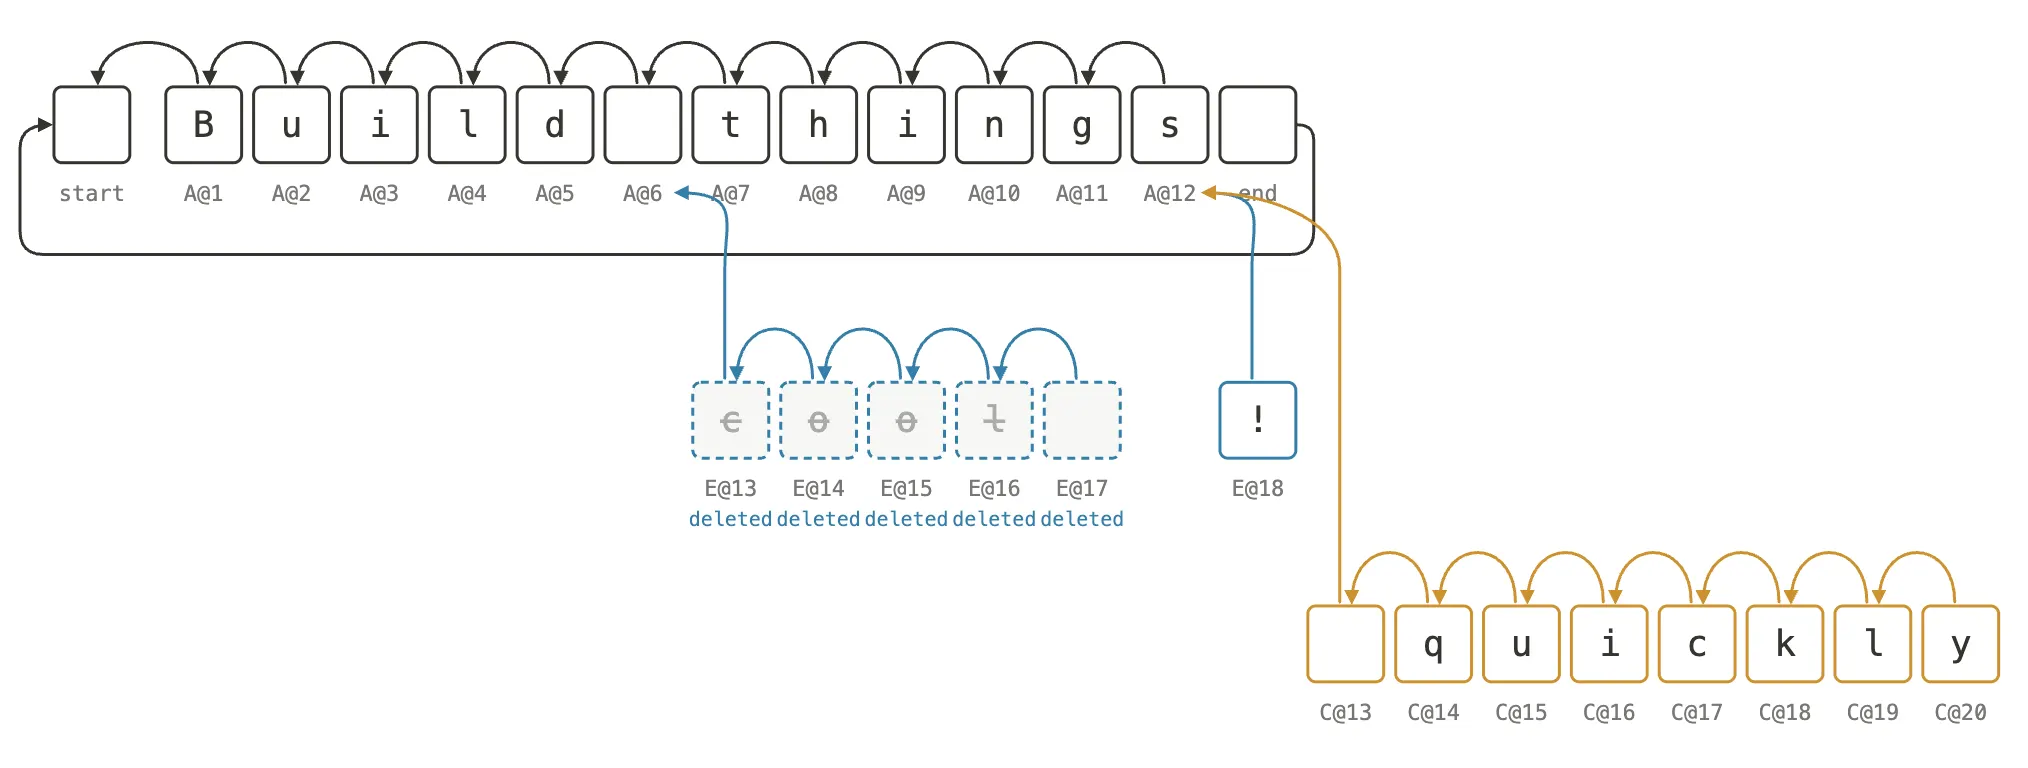 B u i l d t h i n g s
start A@1 A@2 A@3 A@4 A@5 A@6 A@7 A@8 A@9 A@10 A@11 A@12 end
c o o l !
E@13 E@14 E@15 E@16 E@17 E@18
deleted deleted deleted deleted deleted
q u i c k l y
C@13 C@14 C@15 C@16 C@17 C@18 C@19 C@20